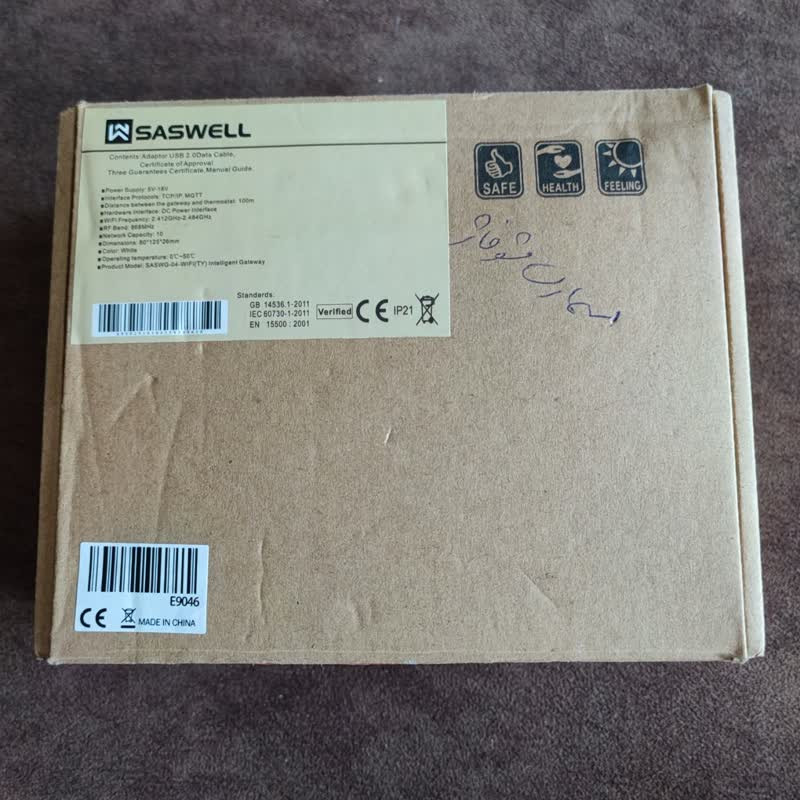 SASWELL
Contents: Adaptor USB 2.0Data Cable,
Certificate of Approval
Three Guarantees Certificate, Manual Guide.
■Power Supply: 5V-16V
■Interface Protocols: TCP/IP, MQTT
■Distance between the gateway and thermostat: 100m
■Hardware Interface: DC Power Interface
■WiFi Frequency: 2.412GHz-2.484GHz
■RF Band: 868MHz
■Network Capacity: 10
■Dimensions: 80*125*26mm
■Color: White
■Operating temperature: 0℃~50℃
■Product Model: SASWG-04-WIFI(TY) Intelligent Gateway
Standards:
GB 14536.1-2011
IEC 60730-1-2011
EN 15500 : 2001
Verified CE IP21
SAFE
HEALTH
FEELING
E9046
CE MADE IN CHINA